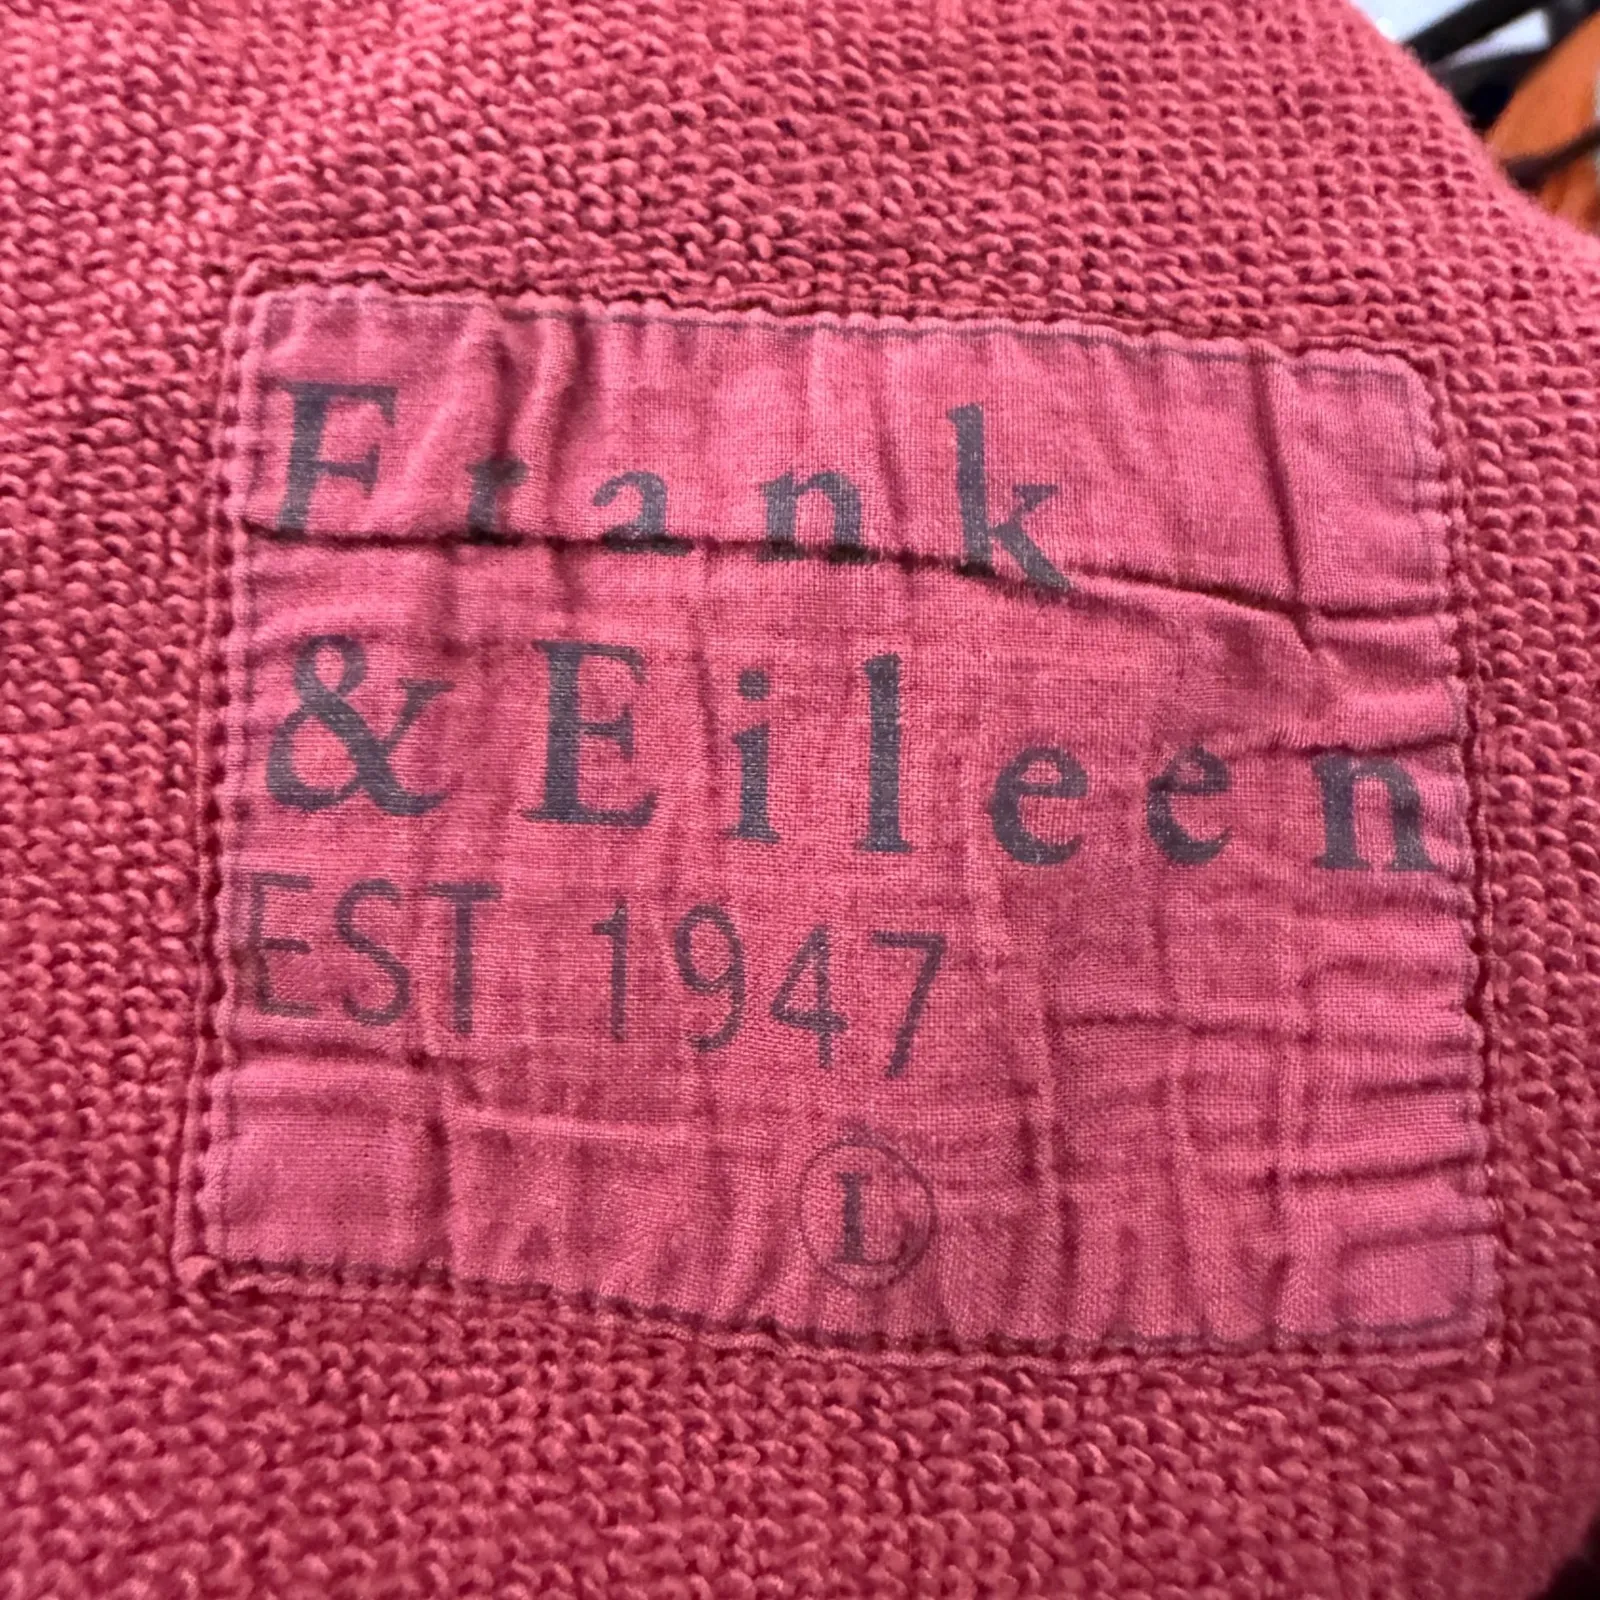 Frank
& Eileen
EST 1947
L